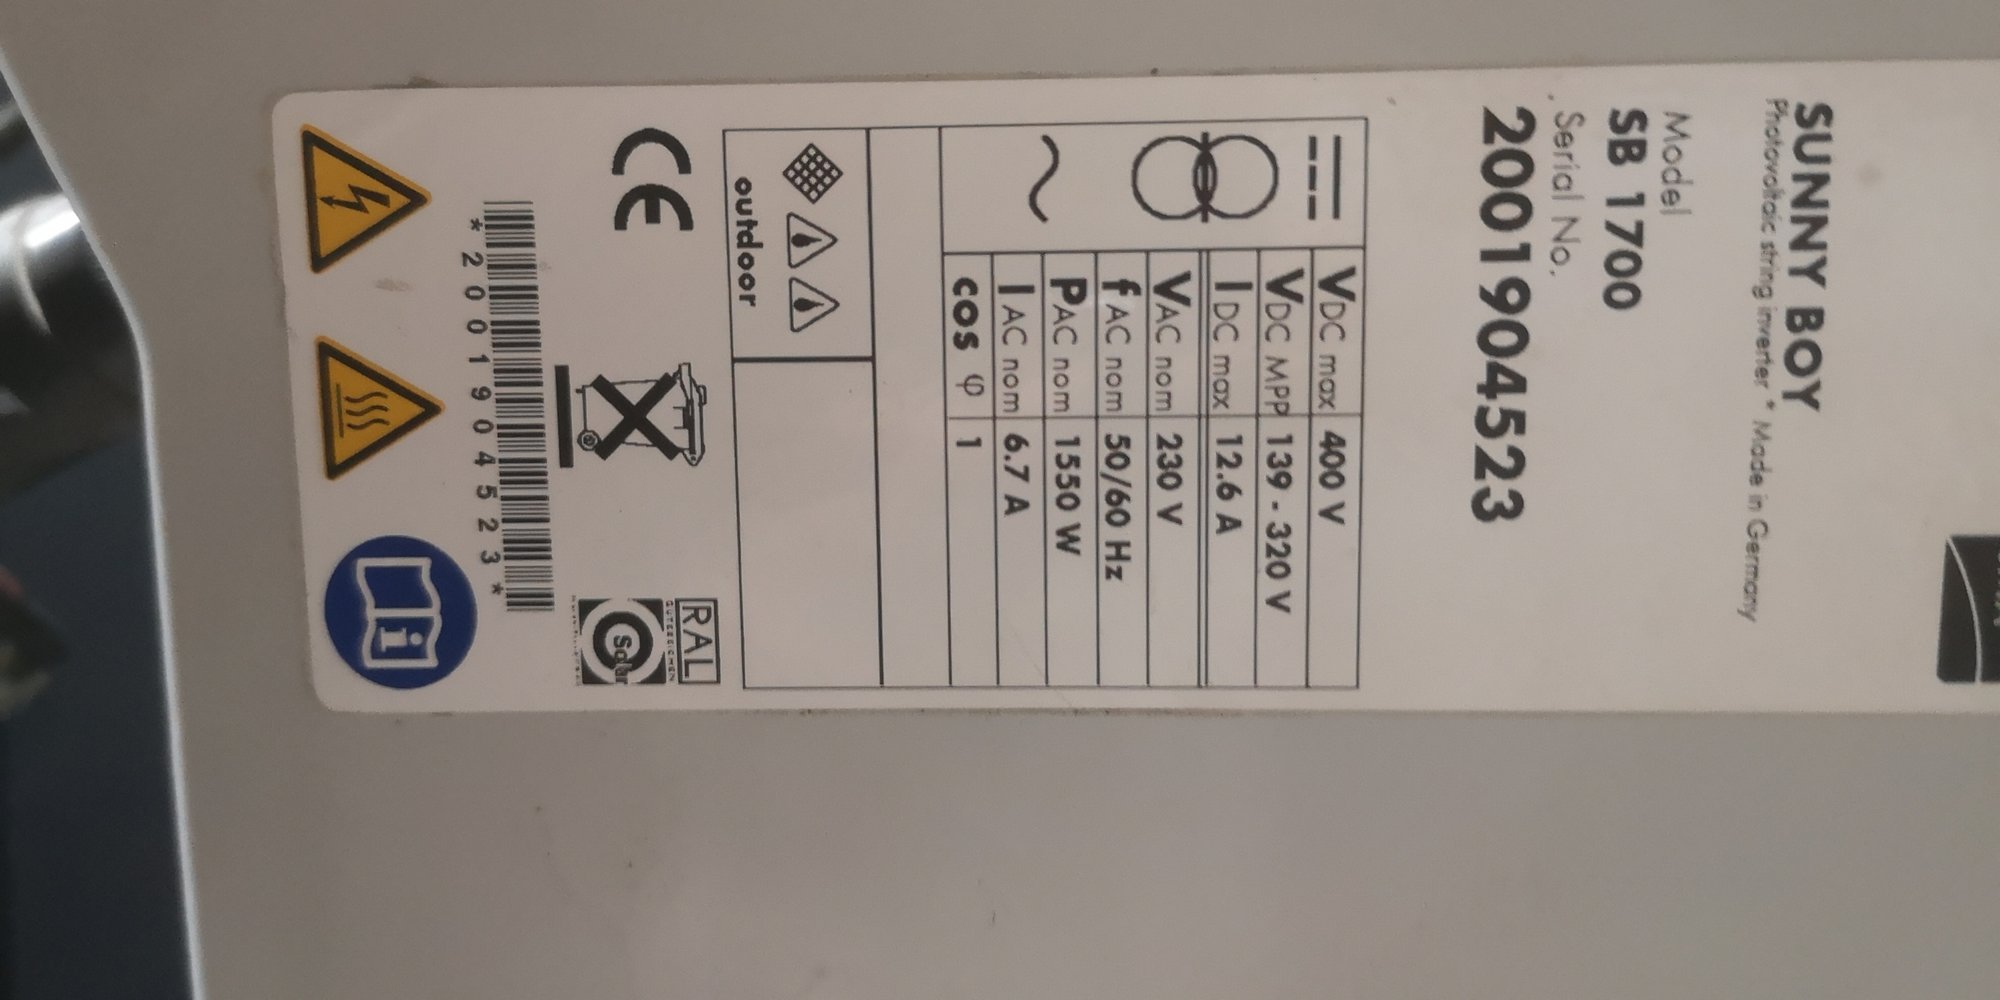 SUNNY BOY
Photovoltaic string inverter * Made in Germany
Model
SB 1700
Serial No.
2001904523
VDC max 400 V
VDC MPP 139 - 320 V
IDC max 12.6 A
VAC nom 230 V
fAC nom 50/60 Hz
PAC nom 1550 W
IAC nom 6.7 A
cos φ 1
outdoor
CE
RAL
GÜTEZEICHEN
Solar
*2001904523*
i